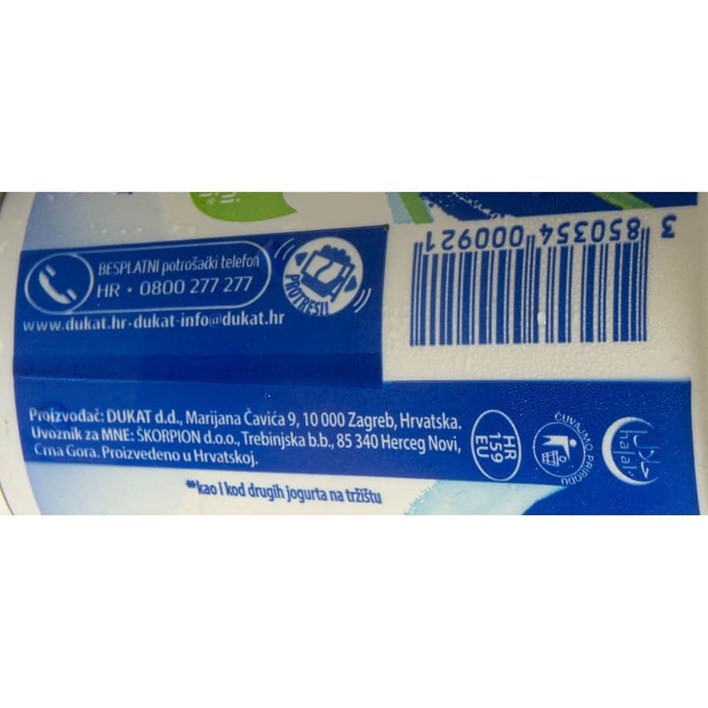 BESPLATNI potrošački telefon
HR • 0800 277 277
PROTRESTI
www.dukat.hr•dukat-info@dukat.hr
3 850354 000921
Proizvođač: DUKAT d.d., Marijana Čavića 9, 10 000 Zagreb, Hrvatska.
Uvoznik za MNE: ŠKORPION d.o.o., Trebinjska b.b., 85 340 Herceg Novi,
Crna Gora. Proizvedeno u Hrvatskoj.
HR
159
EU
ČUVAJMO PRIRODU
حلال
halal
**kao i kod drugih jogurta na tržištu